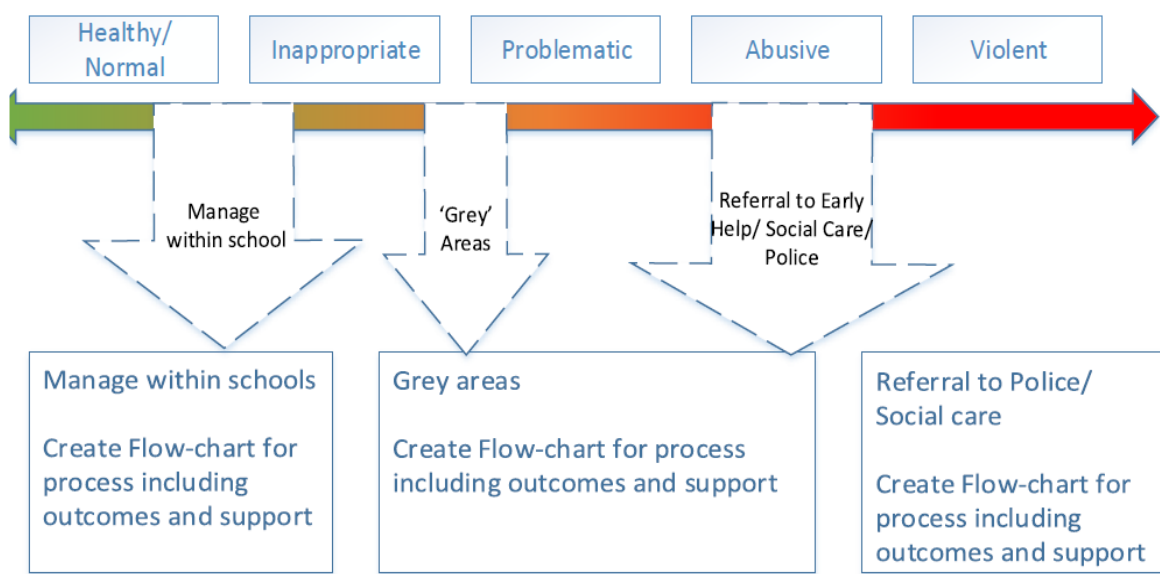 Healthy/
Normal
Inappropriate
Problematic
Abusive
Violent
Manage
within school
‘Grey’
Areas
Referral to Early
Help/ Social Care/
Police
Manage within schools
Create Flow-chart for
process including
outcomes and support
Grey areas
Create Flow-chart for process
including outcomes and support
Referral to Police/
Social care
Create Flow-chart for
process including
outcomes and support